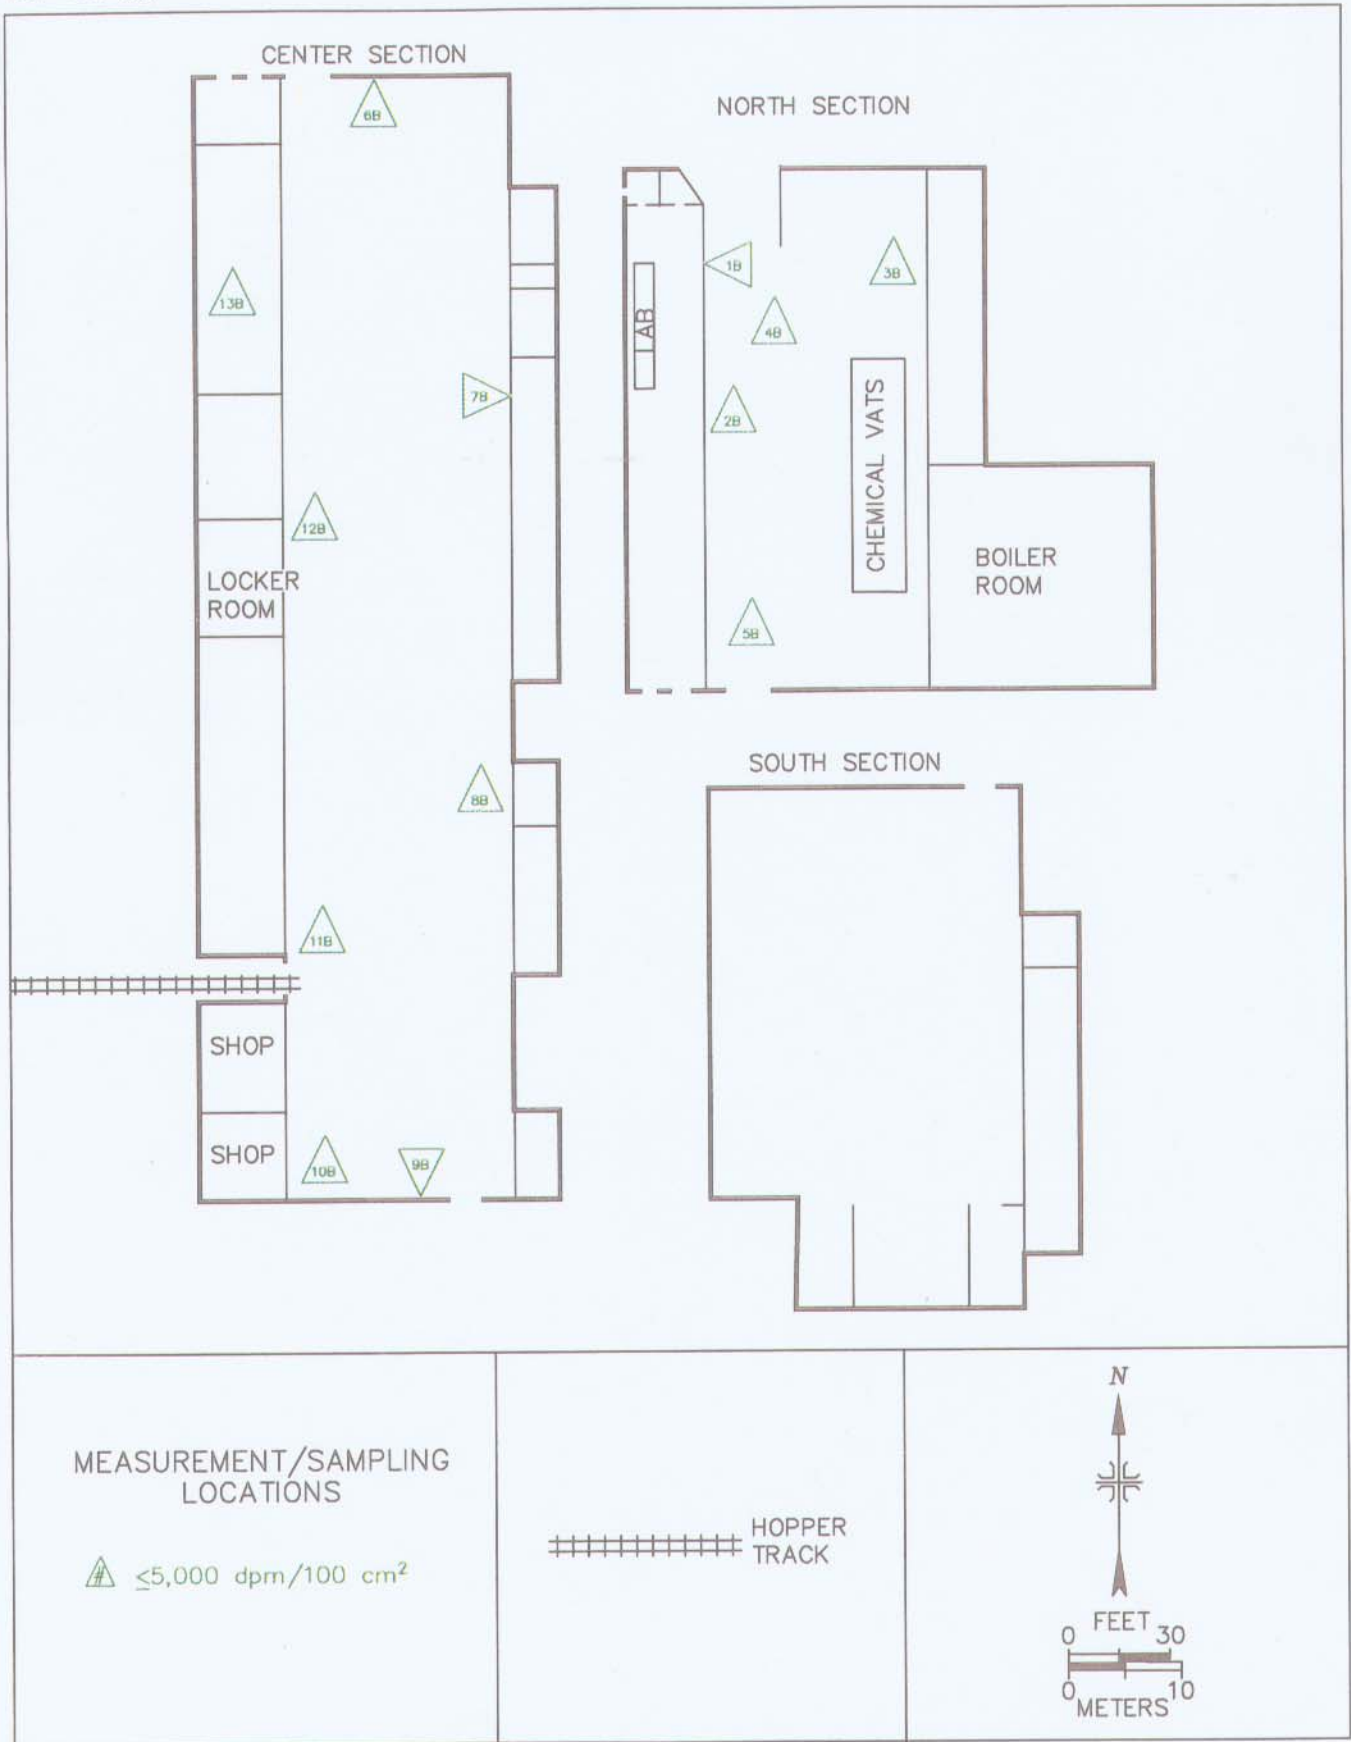 CENTER SECTION
6B
NORTH SECTION
1B
3B
13B
4B
LAB
7B
2B
CHEMICAL VATS
12B
LOCKER
ROOM
BOILER
ROOM
5B
SOUTH SECTION
8B
11B
SHOP
SHOP
10B
9B
MEASUREMENT/SAMPLING
LOCATIONS
# ≤5,000 dpm/100 cm²
HOPPER
TRACK
N
FEET
0 30
0 10
METERS